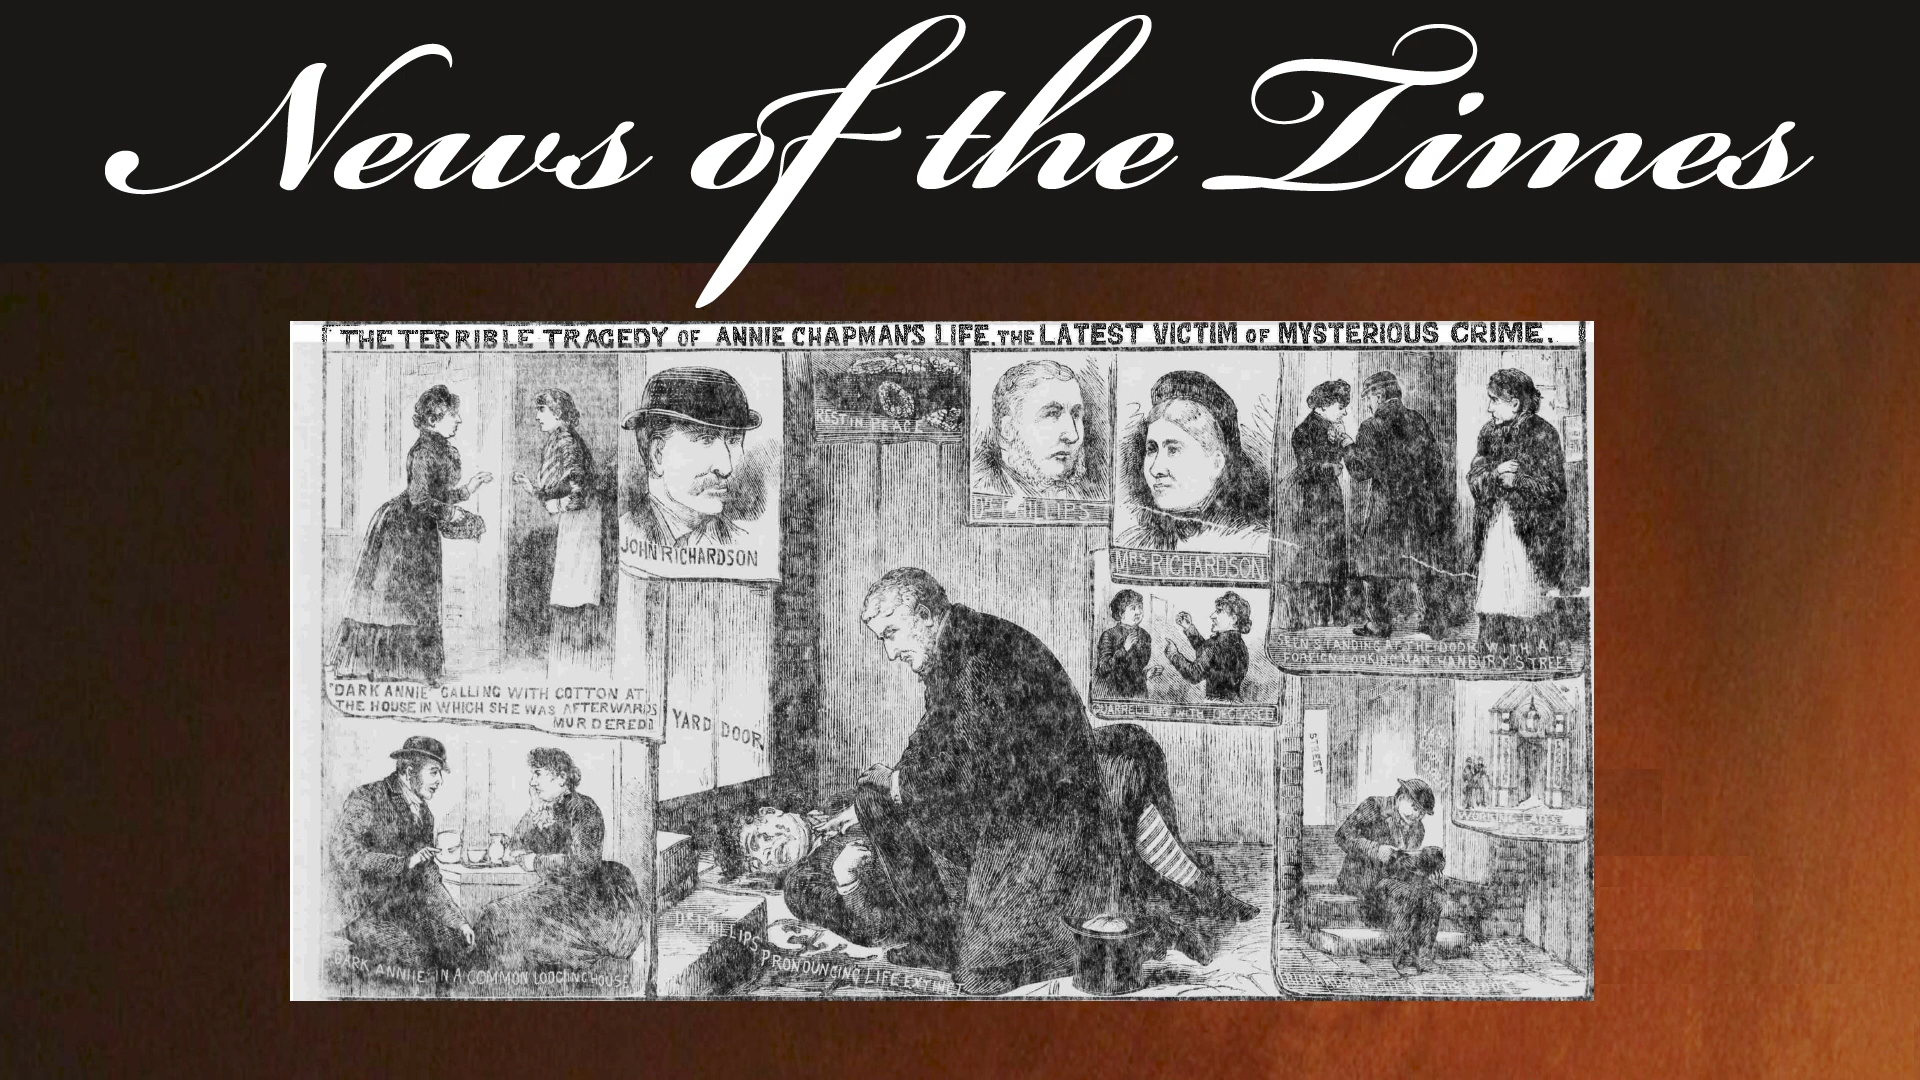 News of the Times
THE TERRIBLE TRAGEDY OF ANNIE CHAPMAN'S LIFE. THE LATEST VICTIM OF MYSTERIOUS CRIME.
REST IN PEACE
DR PHILLIPS
JOHN RICHARDSON
MRS RICHARDSON
STANDING AT THE DOOR WITH A
FOREIGN LOOKING MAN HANBURY STREET
"DARK ANNIE" CALLING WITH COTTON AT
THE HOUSE IN WHICH SHE WAS AFTERWARDS
MURDERED
YARD DOOR
QUARRELLING WITH DECEASED
STREET
WORKING LATE
DARK ANNIE IN A COMMON LODGING HOUSE
DR PHILLIPS PRONOUNCING LIFE EXTINCT